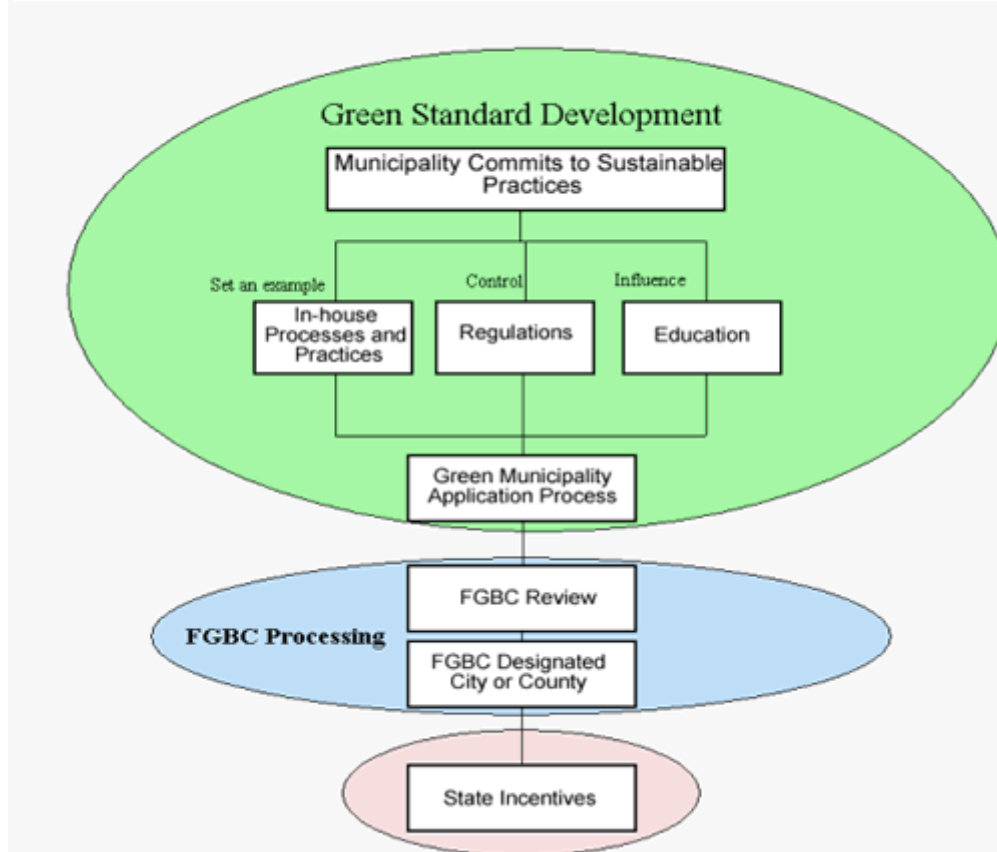 Green Standard Development
Municipality Commits to Sustainable
Practices
Set an example
Control
Influence
In-house
Processes and
Practices
Regulations
Education
Green Municipality
Application Process
FGBC Processing
FGBC Review
FGBC Designated
City or County
State Incentives